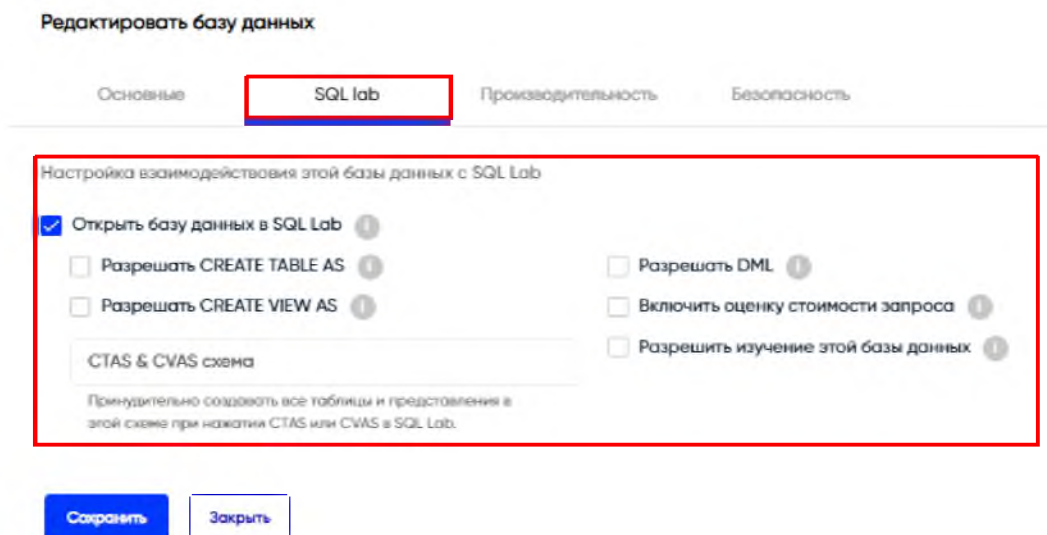 Редактировать базу данных
Основные SQL lab Производительность Безопасность
Настройка взаимодействовия этой базы данных с SQL Lab
Открыть базу данных в SQL Lab
Разрешать CREATE TABLE AS
Разрешать CREATE VIEW AS
CTAS & CVAS схема
Принудительно создавать все таблицы и представления в
этой схеме при нажатии CTAS или CVAS в SQL Lab.
Разрешать DML
Включить оценку стоимости запроса
Разрешить изучение этой базы данных
Сохранить Закрыть